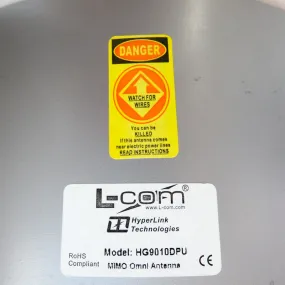 DANGER
WATCH FOR
WIRES
You can be
KILLED
if this antenna comes
near electric power lines
READ INSTRUCTIONS
L-com®
www.L-com.com
HyperLink
Technologies
Model: HG9010DPU
RoHS
Compliant
MiMO Omni Antenna
CE